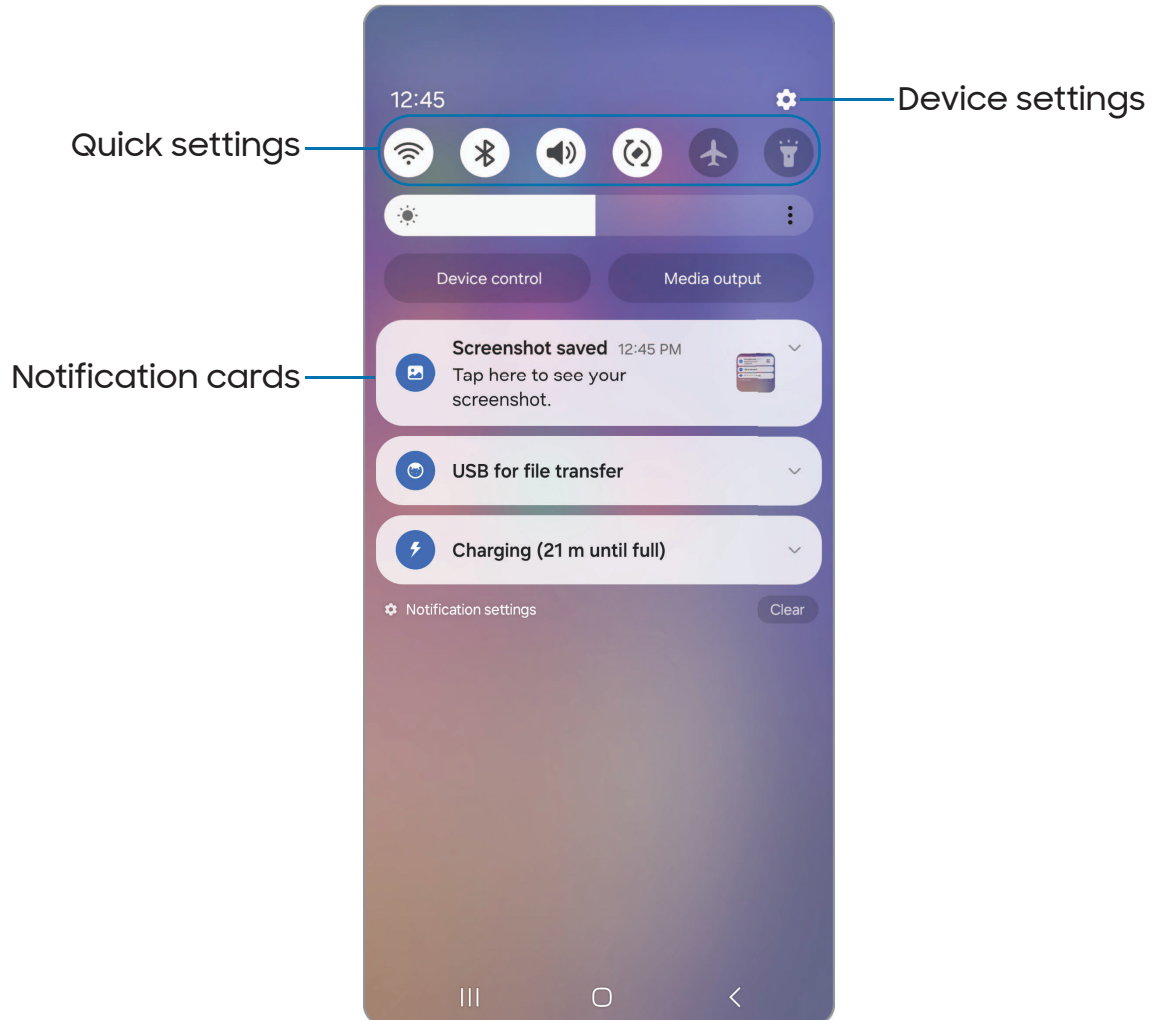 12:45
Device settings
Quick settings
Device control
Media output
Notification cards
Screenshot saved 12:45 PM
Tap here to see your
screenshot.
USB for file transfer
Charging (21 m until full)
Notification settings
Clear